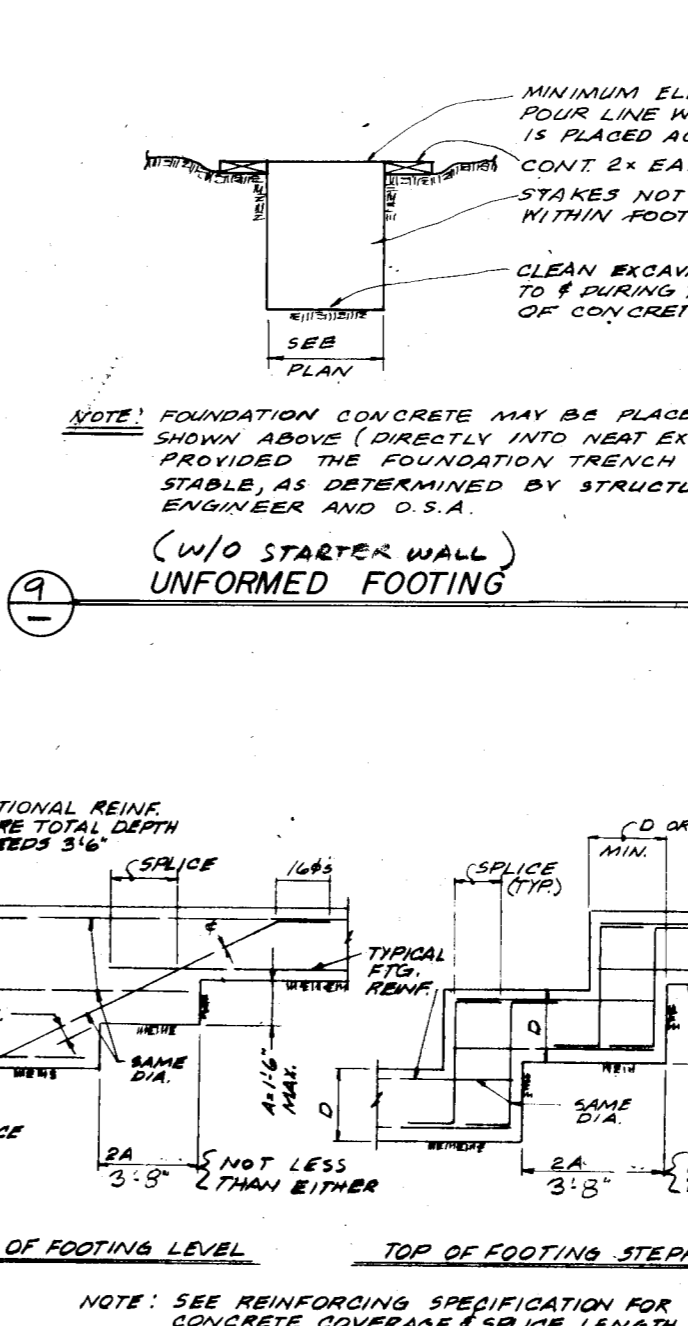 MINIMUM EL
POUR LINE W
IS PLACED A
CONT. 2x EA.
STAKES NOT
WITHIN FOOT
CLEAN EXCAV
TO ¢ DURING
OF CONCRET
SEE
PLAN
NOTE: FOUNDATION CONCRETE MAY BE PLACE
SHOWN ABOVE (DIRECTLY INTO NEAT EX
PROVIDED THE FOUNDATION TRENCH
STABLE, AS DETERMINED BY STRUCTU
ENGINEER AND O.S.A.
(W/O STARTER WALL)
9
UNFORMED FOOTING
TIONAL REINF.
RE TOTAL DEPTH
EEDS 3'6"
SPLICE
16φs
¢
TYPICAL
FTG.
REINF.
SAME
DIA.
A=1'-6"
MAX.
2A
3'-8"
NOT LESS
THAN EITHER
OF FOOTING LEVEL
D OR
MIN.
SPLICE
(TYP.)
D
D
SAME
DIA.
2A
3'-8"
TOP OF FOOTING STEPP
NOTE: SEE REINFORCING SPECIFICATION FOR
CONCRETE COVERAGE & SPLICE LENGTH